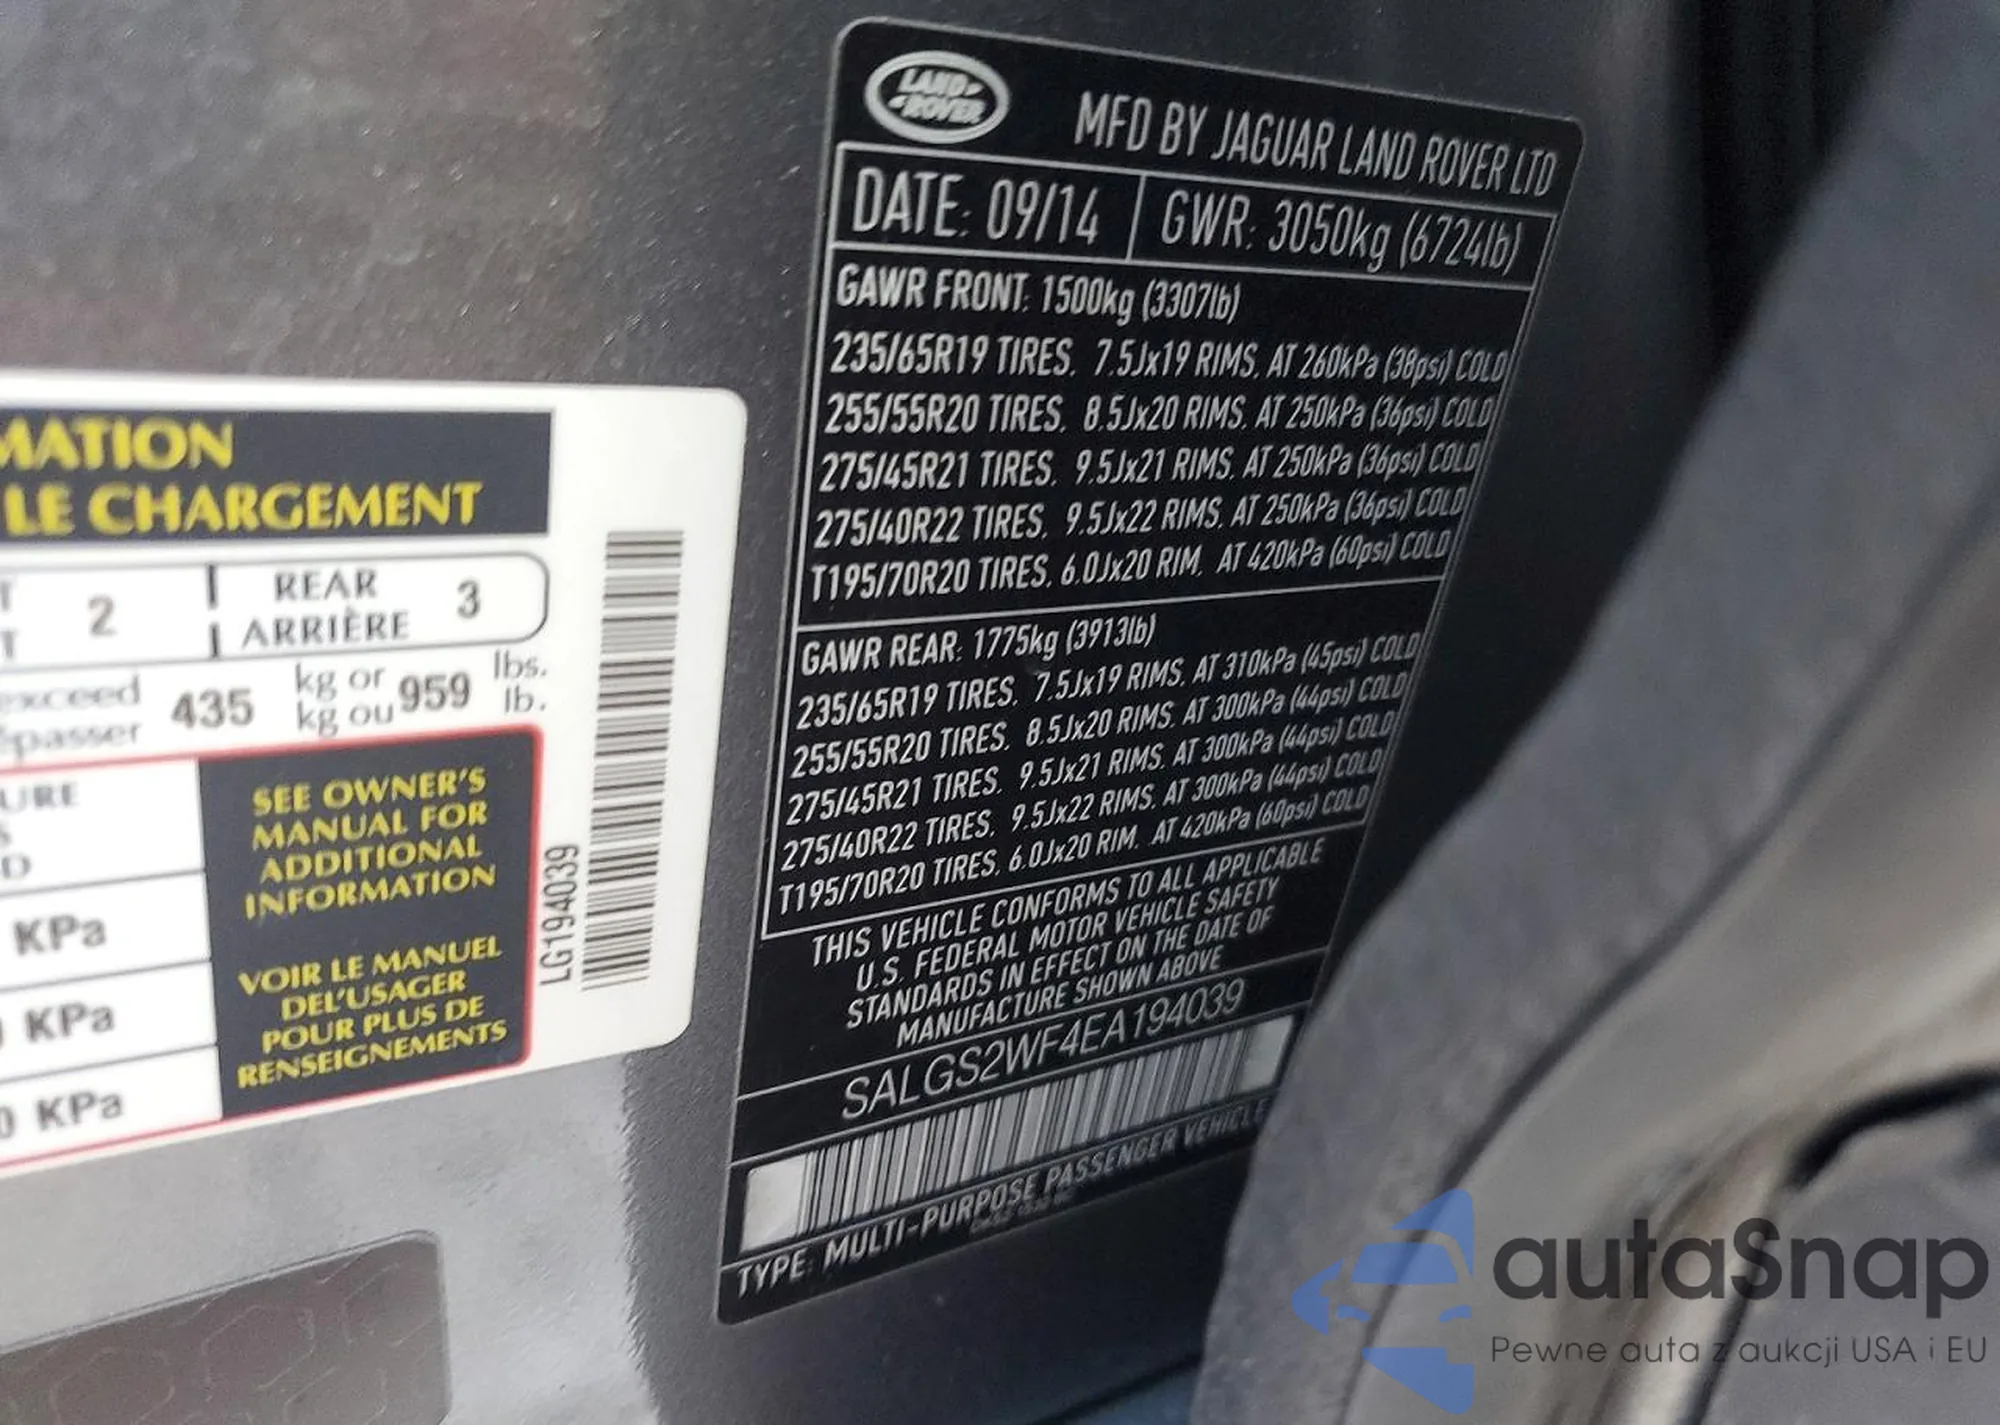 MATION
LE CHARGEMENT
T 2 REAR 3
T ARRIÈRE
exceed 435 kg or 959 lbs.
passer kg ou lb.
URE
S
D
KPa
KPa
0 KPa
SEE OWNER'S
MANUAL FOR
ADDITIONAL
INFORMATION
VOIR LE MANUEL
DEL'USAGER
POUR PLUS DE
RENSEIGNEMENTS
LG194039
LAND
ROVER
MFD BY JAGUAR LAND ROVER LTD
DATE: 09/14 GWR: 3050kg (6724lb)
GAWR FRONT: 1500kg (3307lb)
235/65R19 TIRES, 7.5Jx19 RIMS, AT 260kPa (38psi) COLD
255/55R20 TIRES, 8.5Jx20 RIMS, AT 250kPa (36psi) COLD
275/45R21 TIRES, 9.5Jx21 RIMS, AT 250kPa (36psi) COLD
275/40R22 TIRES, 9.5Jx22 RIMS, AT 250kPa (36psi) COLD
T195/70R20 TIRES, 6.0Jx20 RIM, AT 420kPa (60psi) COLD
GAWR REAR: 1775kg (3913lb)
235/65R19 TIRES, 7.5Jx19 RIMS, AT 310kPa (45psi) COLD
255/55R20 TIRES, 8.5Jx20 RIMS, AT 300kPa (44psi) COLD
275/45R21 TIRES, 9.5Jx21 RIMS, AT 300kPa (44psi) COLD
275/40R22 TIRES, 9.5Jx22 RIMS, AT 300kPa (44psi) COLD
T195/70R20 TIRES, 6.0Jx20 RIM, AT 420kPa (60psi) COLD
THIS VEHICLE CONFORMS TO ALL APPLICABLE
U.S. FEDERAL MOTOR VEHICLE SAFETY
STANDARDS IN EFFECT ON THE DATE OF
MANUFACTURE SHOWN ABOVE
SALGS2WF4EA194039
TYPE: MULTI-PURPOSE PASSENGER VEHICLE
autaSnap
Pewne auta z aukcji USA i EU